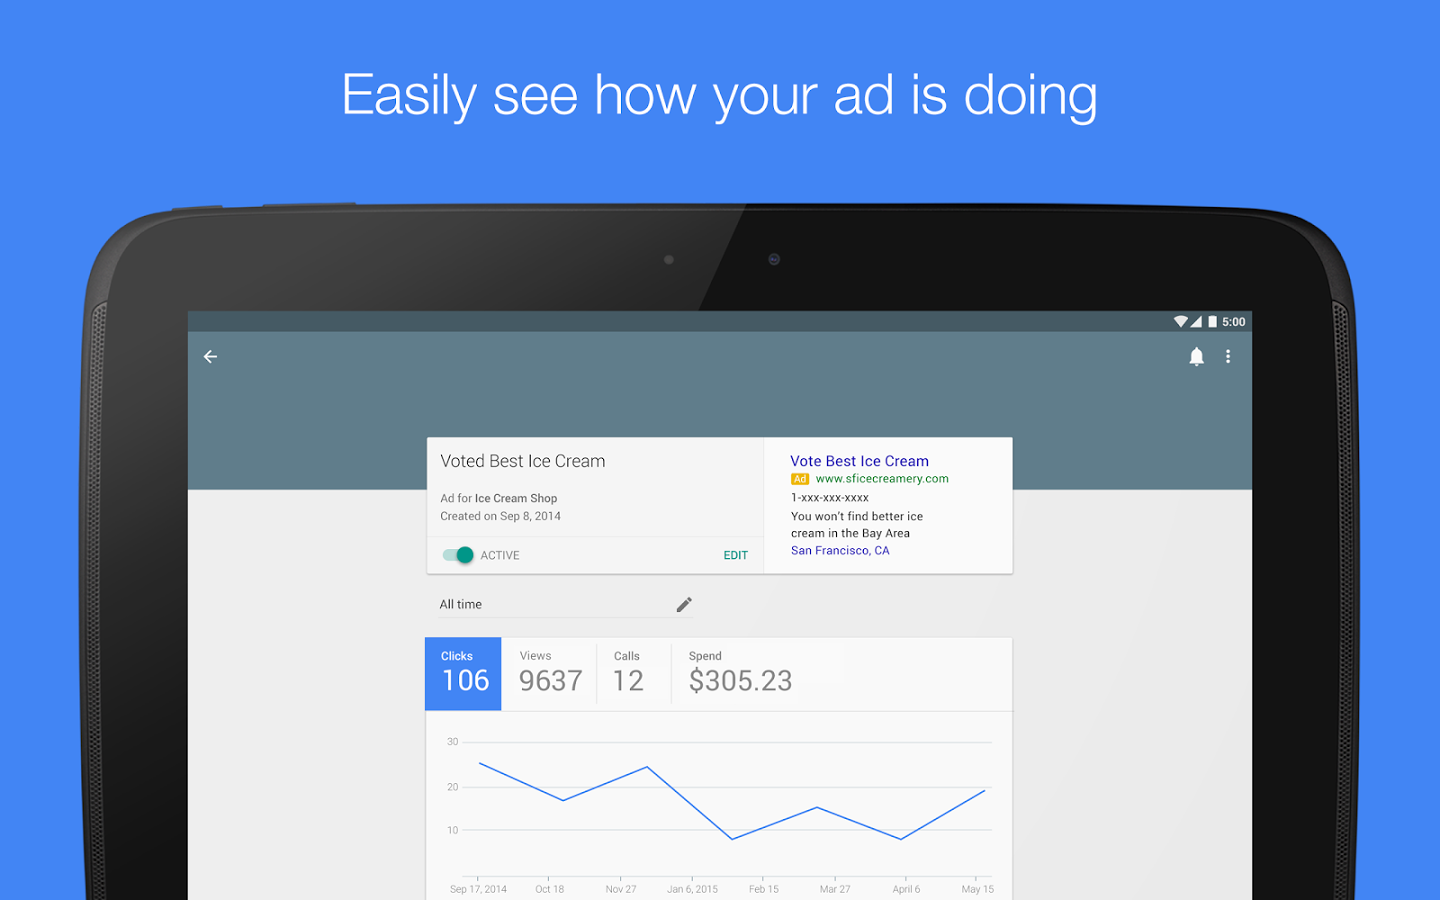 Easily see how your ad is doing
5:00
Voted Best Ice Cream
Ad for Ice Cream Shop
Created on Sep 8, 2014
ACTIVE
EDIT
Vote Best Ice Cream
Ad www.sficecreamery.com
1-xxx-xxx-xxxx
You won't find better ice
cream in the Bay Area
San Francisco, CA
All time
Clicks Views Calls Spend
106 9637 12 $305.23
30
20
10
Sep 17, 2014 Oct 18 Nov 27 Jan 6, 2015 Feb 15 Mar 27 April 6 May 15